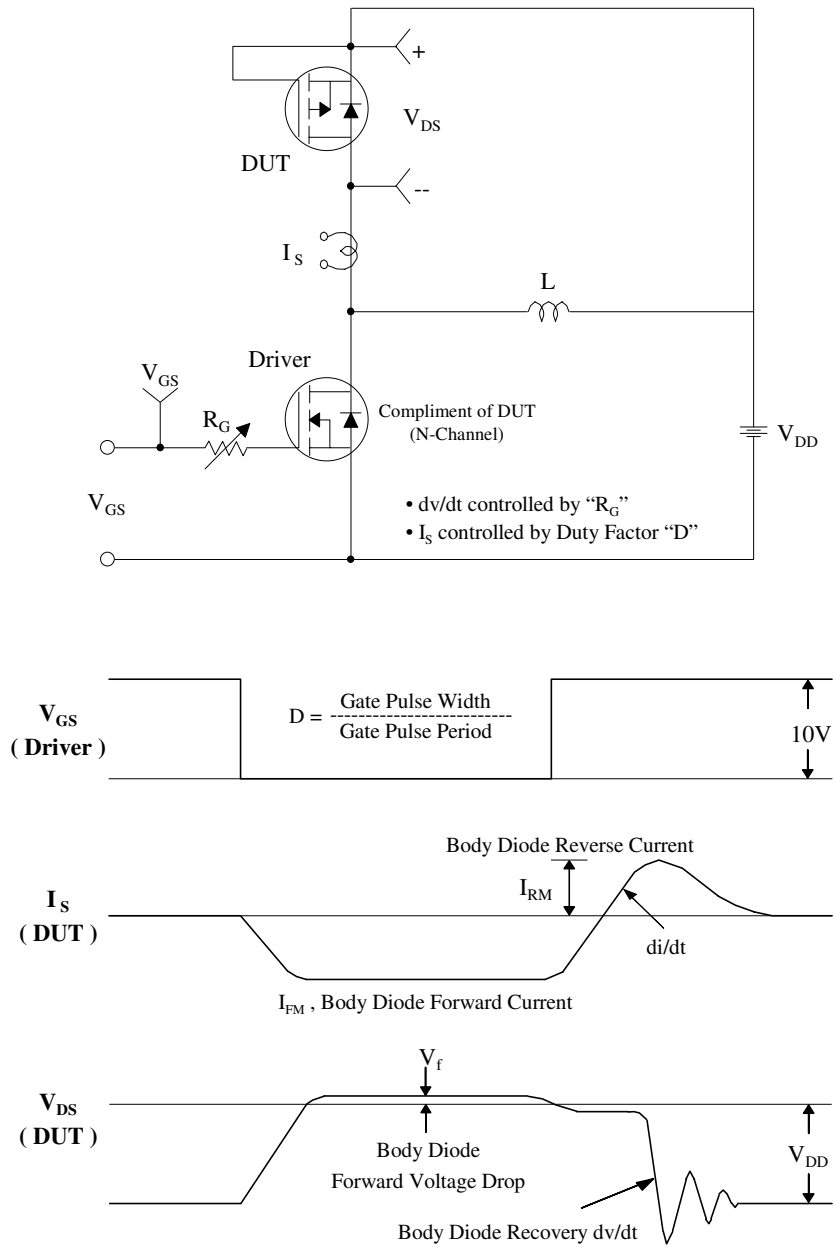 +
V_DS
DUT
--
I_S
L
Driver
V_GS
R_G
Compliment of DUT
(N-Channel)
V_DD
V_GS
• dv/dt controlled by “R_G”
• I_S controlled by Duty Factor “D”
V_GS
( Driver )
D = Gate Pulse Width
--------------------------
Gate Pulse Period
10V
Body Diode Reverse Current
I_S
( DUT )
I_RM
di/dt
I_FM , Body Diode Forward Current
V_f
V_DS
( DUT )
Body Diode
Forward Voltage Drop
V_DD
Body Diode Recovery dv/dt